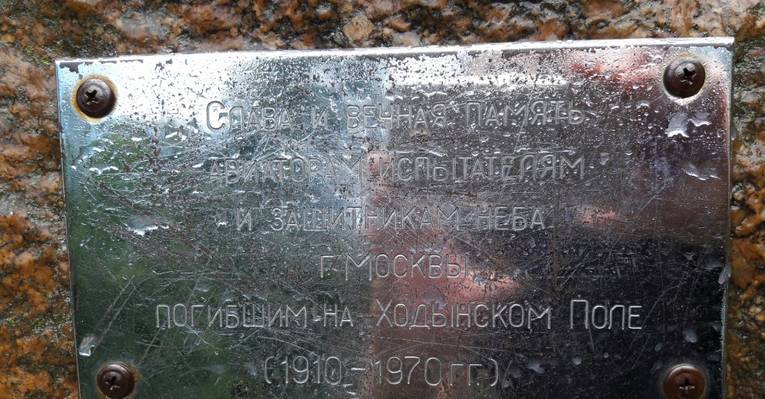 Слава и вечная память
авиаторам испытателям
и защитникам неба
г. Москвы
погибшим на Ходынском Поле
(1910-1970 гг.)